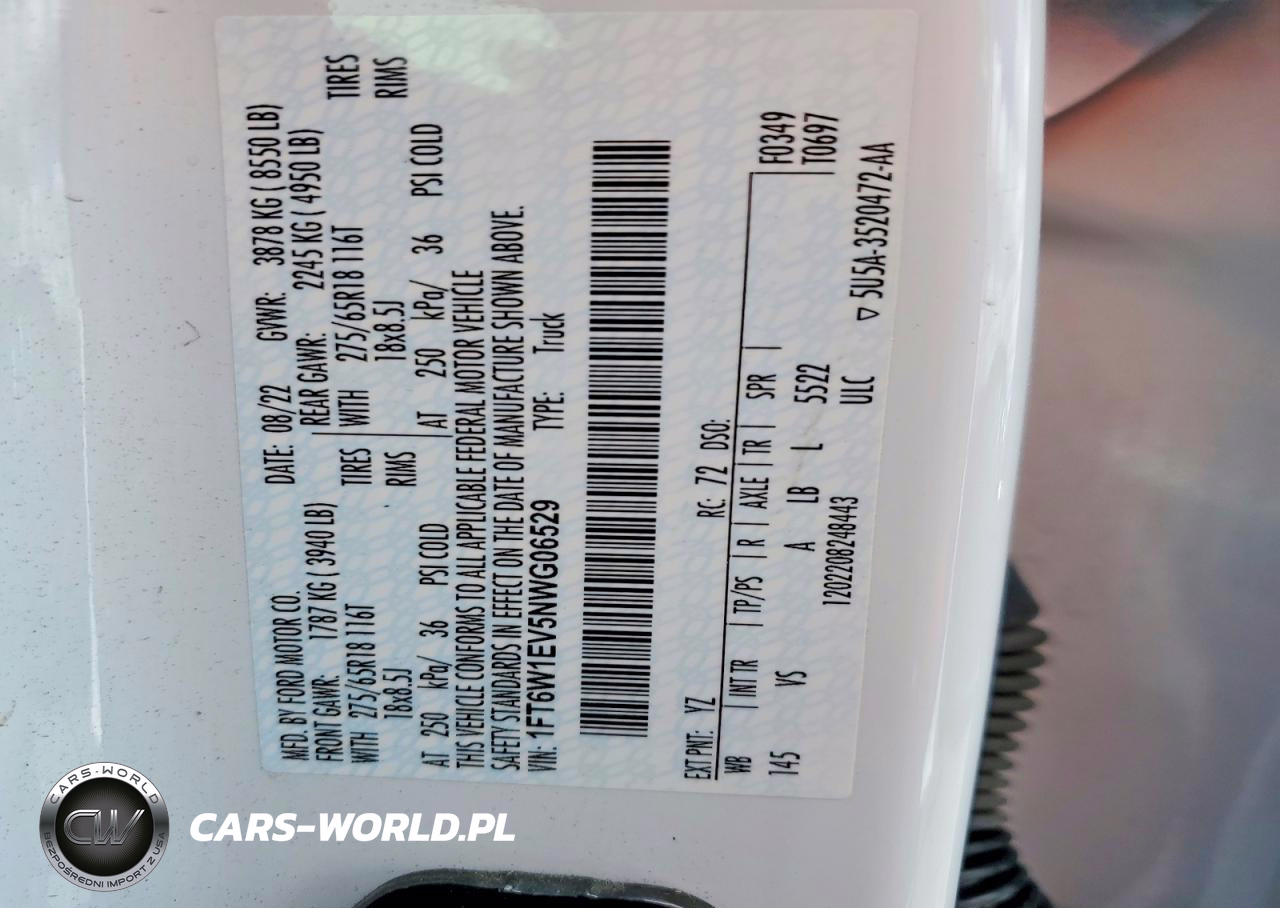 MFD. BY FORD MOTOR CO.
DATE: 08/22 GVWR: 3878 KG ( 8550 LB)
FRONT GAWR: 1787 KG ( 3940 LB)
REAR GAWR: 2245 KG ( 4950 LB)
WITH 275/65R18 116T TIRES
WITH 275/65R18 116T TIRES
18x8.5J RIMS
18x8.5J RIMS
AT 250 kPa/ 36 PSI COLD
AT 250 kPa/ 36 PSI COLD
THIS VEHICLE CONFORMS TO ALL APPLICABLE FEDERAL MOTOR VEHICLE
SAFETY STANDARDS IN EFFECT ON THE DATE OF MANUFACTURE SHOWN ABOVE.
VIN: 1FT6W1EV5NWG06529 TYPE: Truck
EXT PNT: YZ RC: 72 DSO:
WB | INT TR | TP/PS | R | AXLE | TR | SPR |
F0349
T0697
145 VS A LB L 5522
1202208248443 ULC
▽ 5U5A-3520472-AA
CARS-WORLD
CW
BEZPOŚREDNI IMPORT Z USA
CARS-WORLD.PL